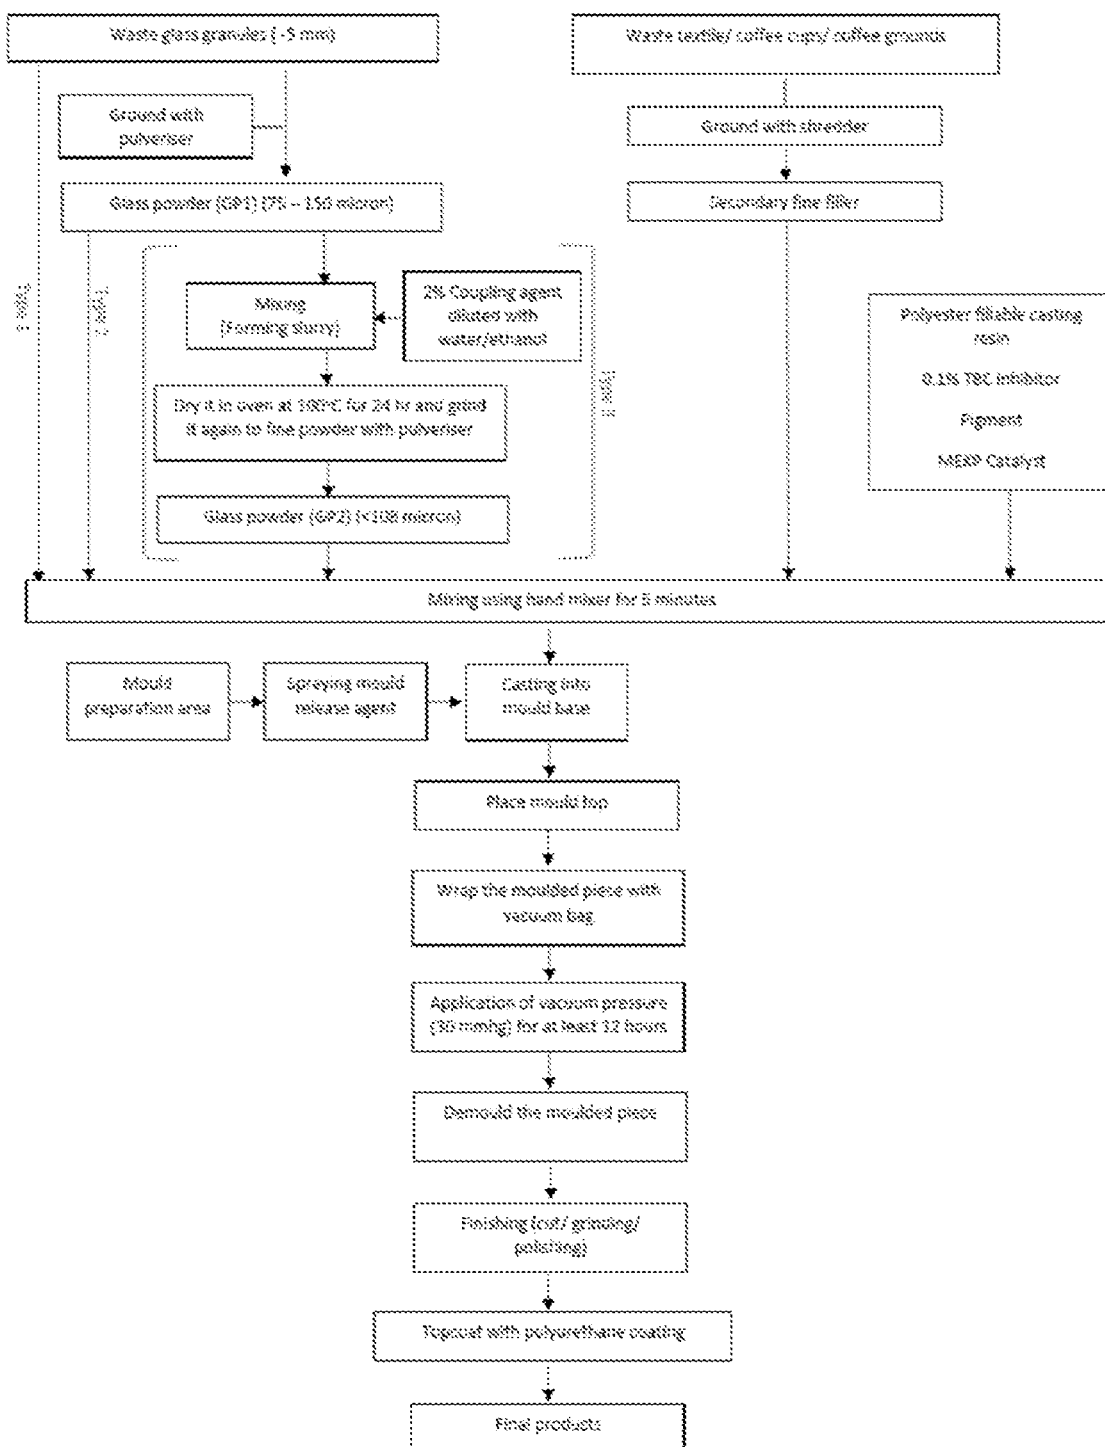 Waste glass granules (-5 mm)
Waste textile/ coffee cups/ coffee grounds
Ground with
pulveriser
Ground with shredder
Glass powder (GP1) (75 – 150 micron)
Secondary fine filler
Mixing
(Forming slurry)
2% Coupling agent
diluted with
water/ethanol
Polyester fillable casting
resin
0.1% TBC inhibitor
Pigment
MEKP Catalyst
Type
Type
Type
Dry it in oven at 100°C for 24 hr and grind
it again to fine powder with pulveriser
Glass powder (GP2) (<108 micron)
Mixing using hand mixer for 5 minutes
Mould
preparation area
Spraying mould
release agent
Casting into
mould base
Place mould top
Wrap the moulded piece with
vacuum bag
Application of vacuum pressure
(30 mmhg) for at least 12 hours
Demould the moulded piece
Finishing (cut/ grinding/
polishing)
Topcoat with polyurethane coating
Final products